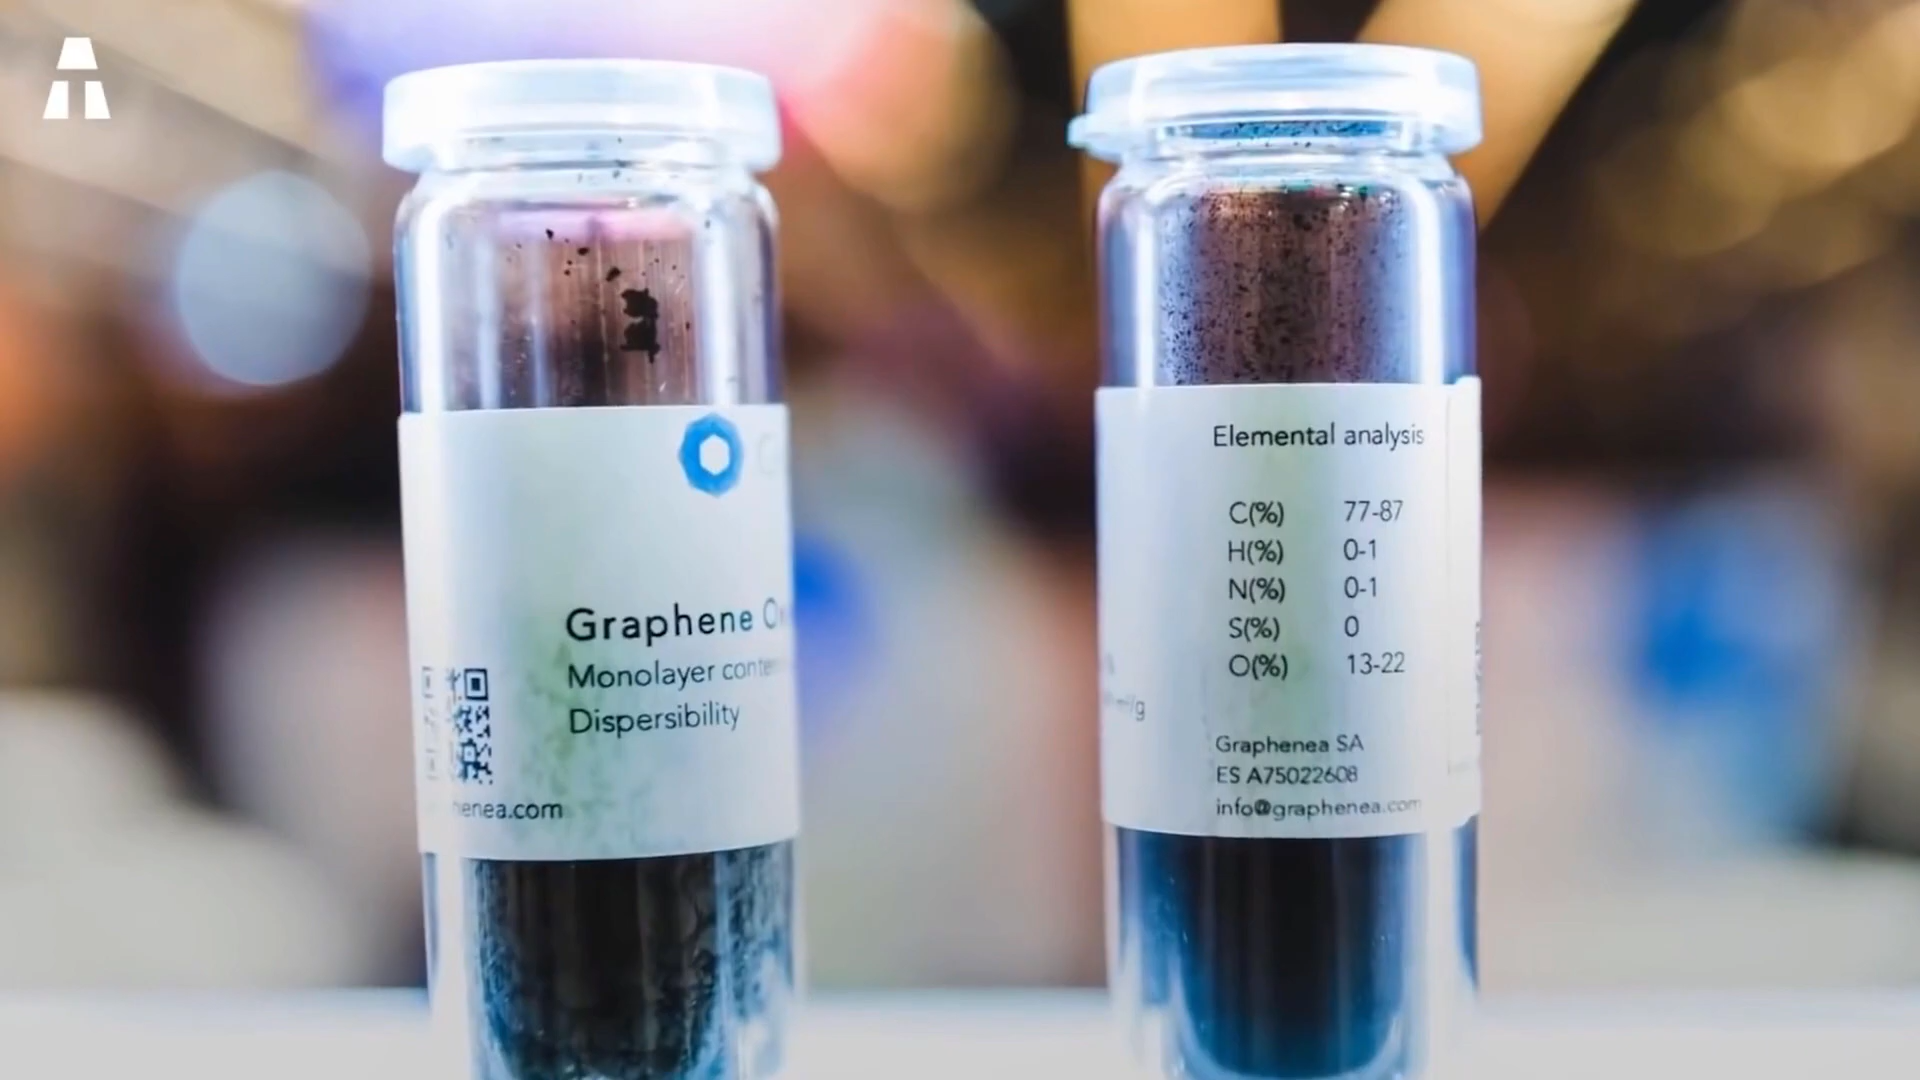 Graphene
Monolayer
Dispersibility
henea.com
Elemental analysis
C(%) 77-87
H(%) 0-1
N(%) 0-1
S(%) 0
O(%) 13-22
m²/g
Graphenea SA
ES A75022608
info@graphenea.com